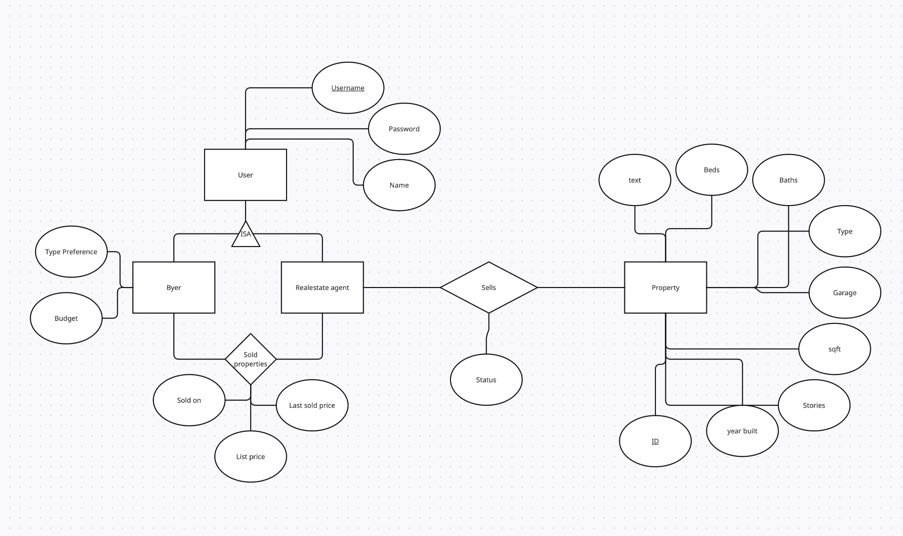 Username
Password
User
Name
ISA
text
Beds
Baths
Type
Type Preference
Byer
Realestate agent
Sells
Property
Garage
Budget
Sold
properties
Status
sqft
Sold on
Last sold price
List price
Stories
year built
ID